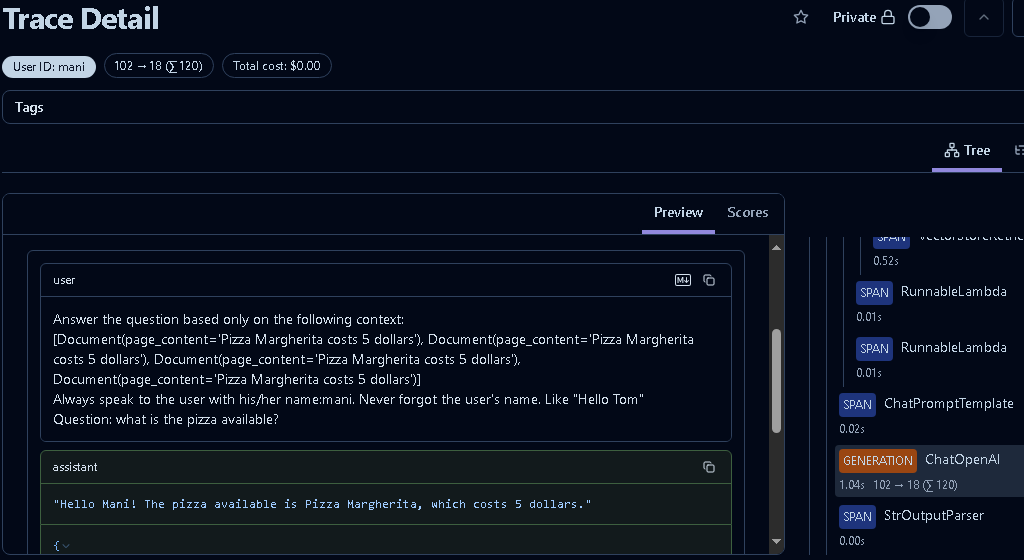 Trace Detail
Private
User ID: mani
102 → 18 (∑ 120)
Total cost: $0.00
Tags
Tree
Preview
Scores
user
Answer the question based only on the following context:
[Document(page_content='Pizza Margherita costs 5 dollars'), Document(page_content='Pizza Margherita
costs 5 dollars'), Document(page_content='Pizza Margherita costs 5 dollars'),
Document(page_content='Pizza Margherita costs 5 dollars')]
Always speak to the user with his/her name:mani. Never forgot the user's name. Like "Hello Tom"
Question: what is the pizza available?
assistant
"Hello Mani! The pizza available is Pizza Margherita, which costs 5 dollars."
{
SPAN
0.52s
SPAN RunnableLambda
0.01s
SPAN RunnableLambda
0.01s
SPAN ChatPromptTemplate
0.02s
GENERATION ChatOpenAI
1.04s 102 → 18 (∑ 120)
SPAN StrOutputParser
0.00s